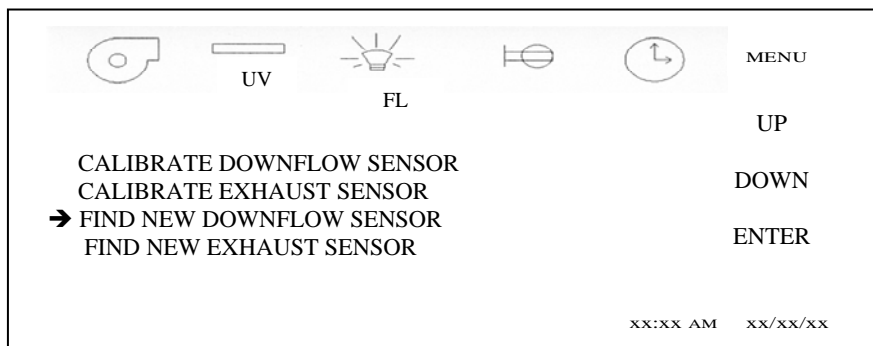 MENU
UV
FL
UP
CALIBRATE DOWNFLOW SENSOR
DOWN
CALIBRATE EXHAUST SENSOR
➔ FIND NEW DOWNFLOW SENSOR
ENTER
FIND NEW EXHAUST SENSOR
xx:xx AM xx/xx/xx